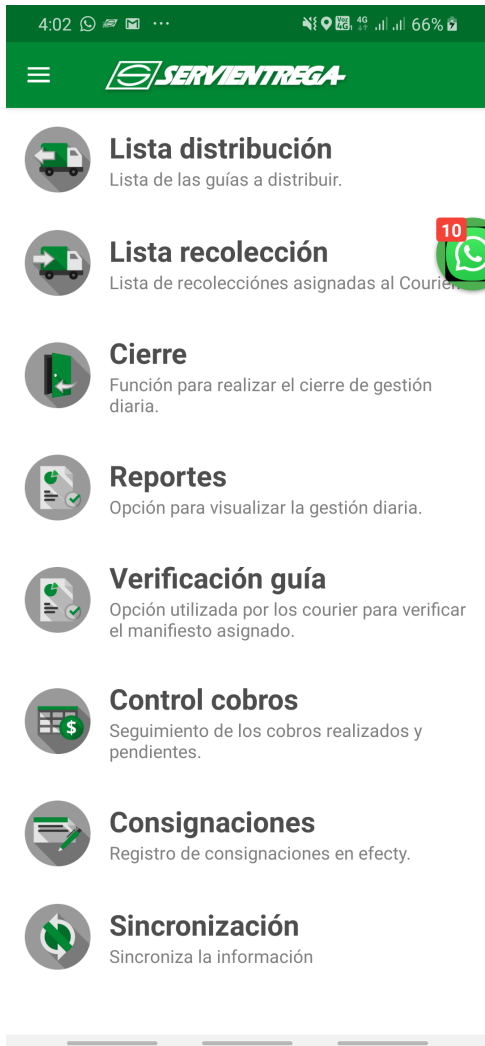 4:02 ... Vo) 4G1 4G 66%
SERVIENTREGA
Lista distribución
Lista de las guías a distribuir.
10
Lista recolección
Lista de recolecciónes asignadas al Courier.
Cierre
Función para realizar el cierre de gestión
diaria.
Reportes
Opción para visualizar la gestión diaria.
Verificación guía
Opción utilizada por los courier para verificar
el manifiesto asignado.
Control cobros
$
Seguimiento de los cobros realizados y
pendientes.
Consignaciones
Registro de consignaciones en efecty.
Sincronización
Sincroniza la información